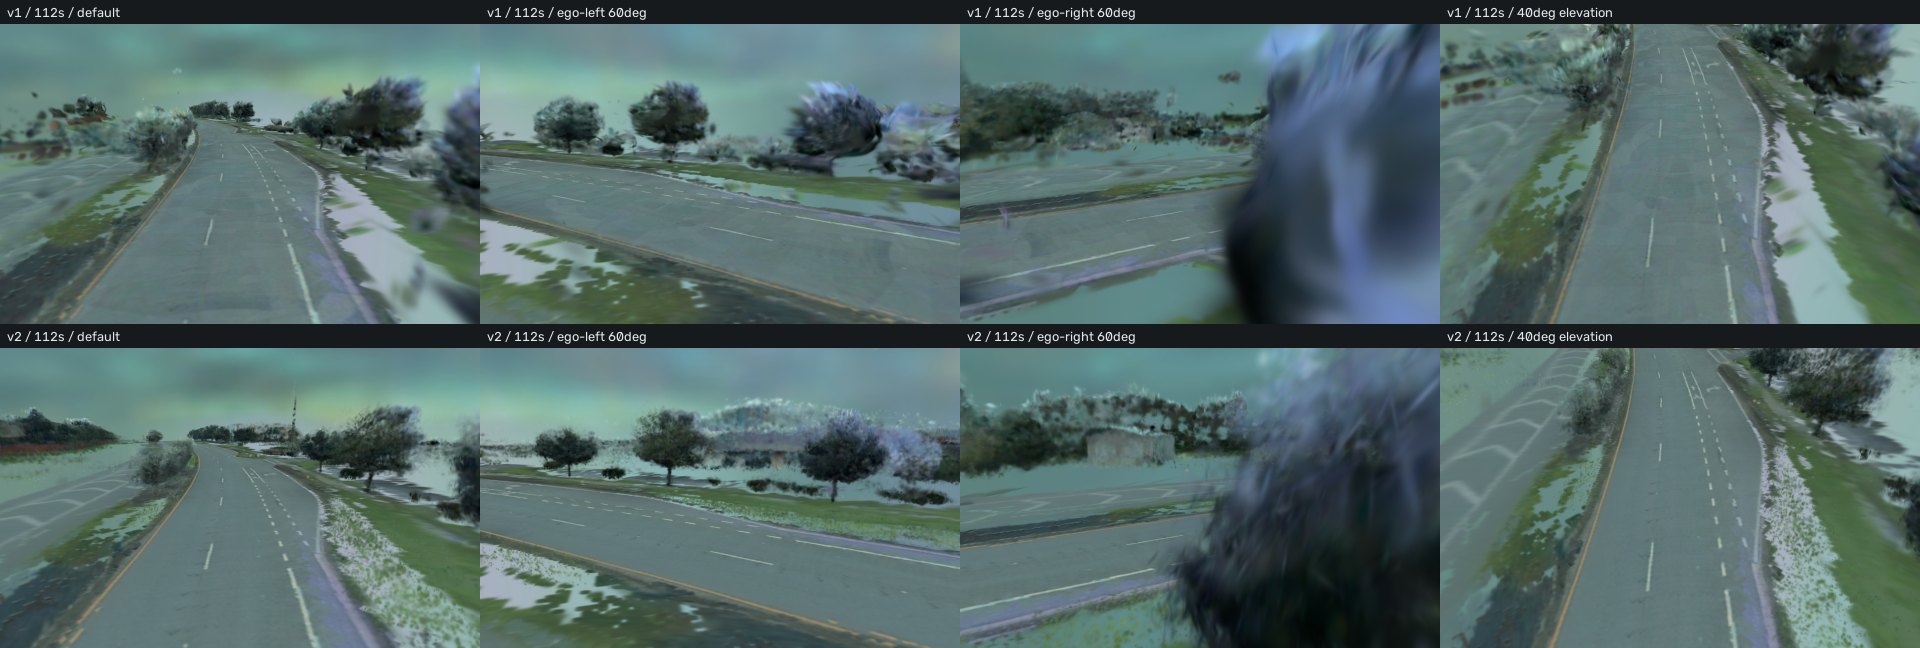 v1 / 112s / default
v1 / 112s / ego-left 60deg
v1 / 112s / ego-right 60deg
v1 / 112s / 40deg elevation
v2 / 112s / default
v2 / 112s / ego-left 60deg
v2 / 112s / ego-right 60deg
v2 / 112s / 40deg elevation